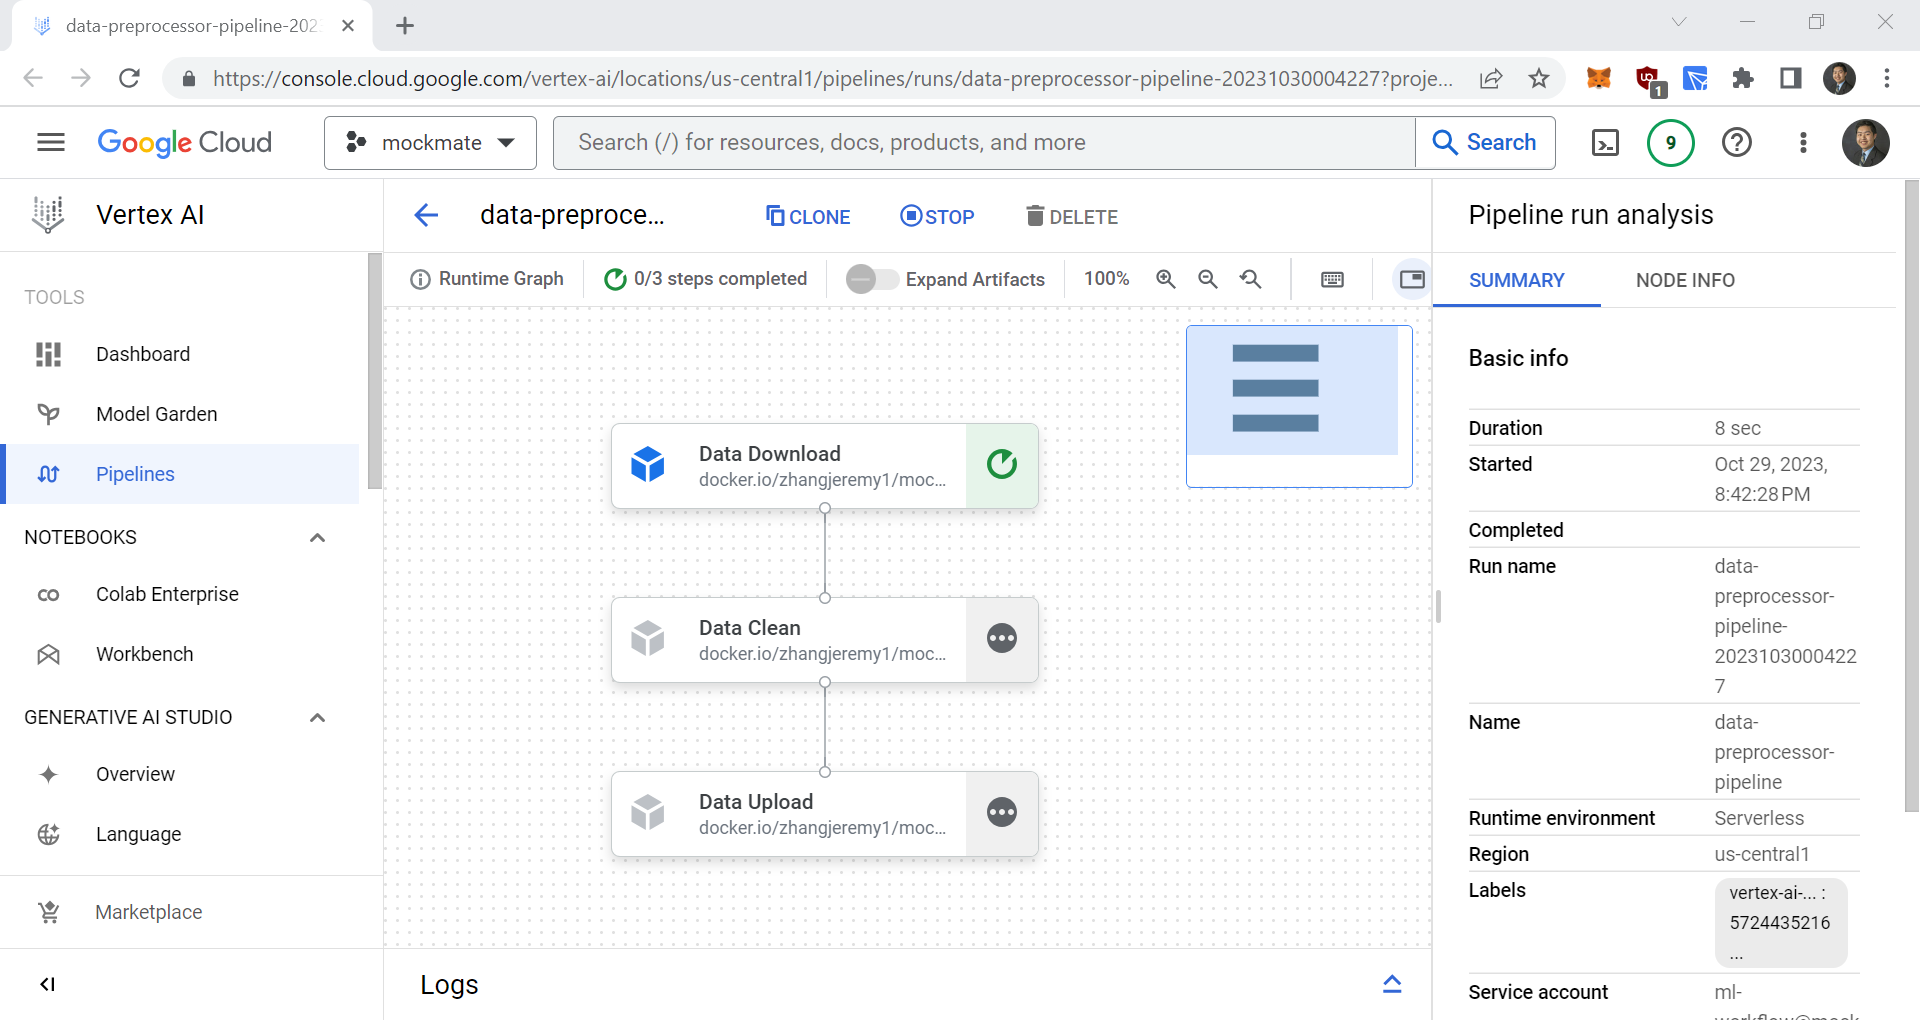 data-preprocessor-pipeline-202
https://console.cloud.google.com/vertex-ai/locations/us-central1/pipelines/runs/data-preprocessor-pipeline-20231030004227?proje...
1
Google Cloud
mockmate
Search (/) for resources, docs, products, and more
Search
9
Vertex AI
data-preproce...
CLONE
STOP
DELETE
Pipeline run analysis
Runtime Graph
0/3 steps completed
Expand Artifacts
100%
SUMMARY
NODE INFO
TOOLS
Dashboard
Model Garden
Pipelines
NOTEBOOKS
Colab Enterprise
Workbench
GENERATIVE AI STUDIO
Overview
Language
Marketplace
Data Download
docker.io/zhangjeremy1/moc...
Data Clean
docker.io/zhangjeremy1/moc...
Data Upload
docker.io/zhangjeremy1/moc...
Logs
Basic info
Duration
8 sec
Started
Oct 29, 2023,
8:42:28 PM
Completed
Run name
data-
preprocessor-
pipeline-
2023103000422
7
Name
data-
preprocessor-
pipeline
Runtime environment
Serverless
Region
us-central1
Labels
vertex-ai-... :
5724435216
...
Service account
ml-